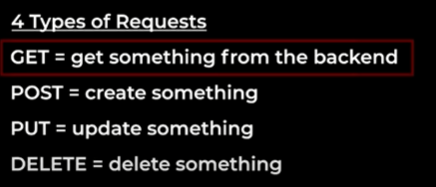 4 Types of Requests
GET = get something from the backend
POST = create something
PUT = update something
DELETE = delete something